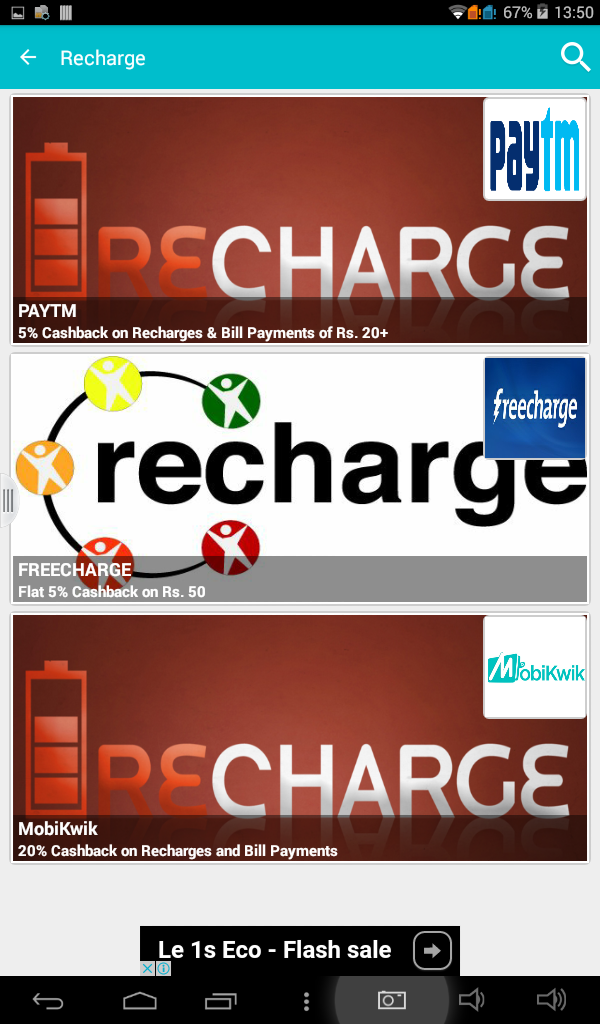 67% 13:50
Recharge
paytm
RECHARGE
PAYTM
5% Cashback on Recharges & Bill Payments of Rs. 20+
freecharge
recharge
FREECHARGE
Flat 5% Cashback on Rs. 50
MobiKwik
RECHARGE
MobiKwik
20% Cashback on Recharges and Bill Payments
Le 1s Eco - Flash sale